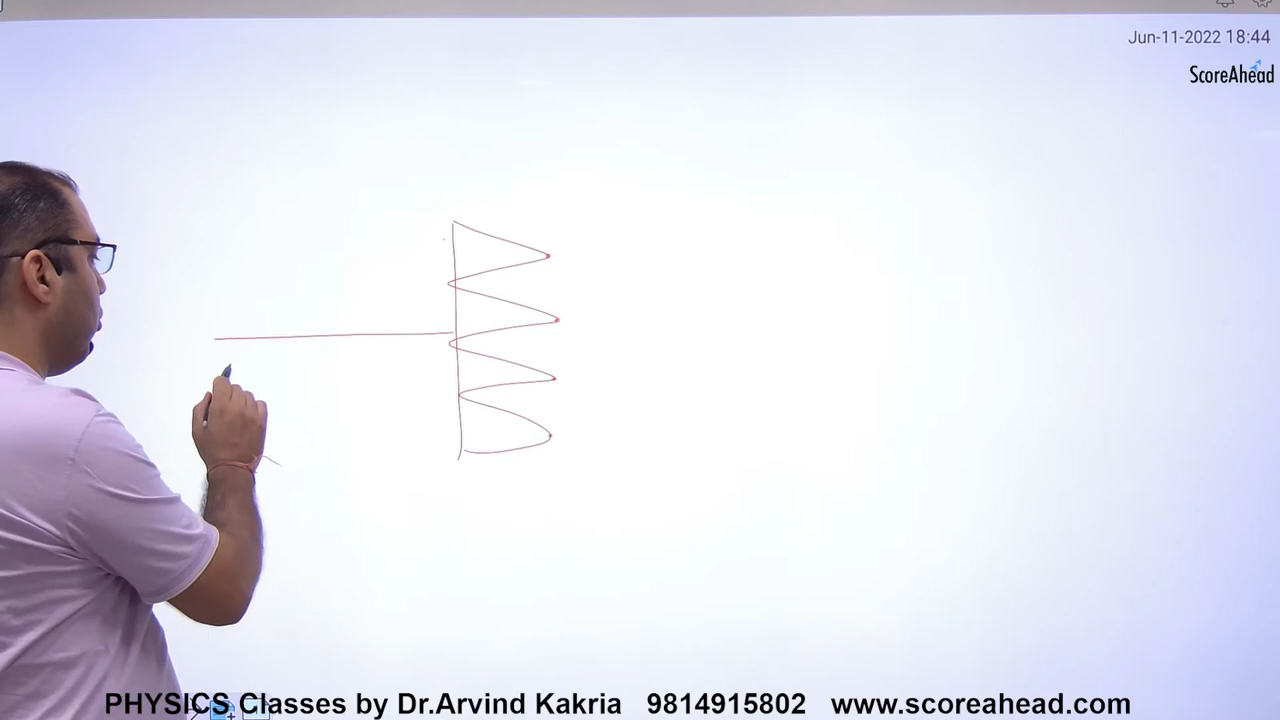 Jun-11-2022 18:44
ScoreAhead
PHYSICS Classes by Dr.Arvind Kakria 9814915802 www.scoreahead.com